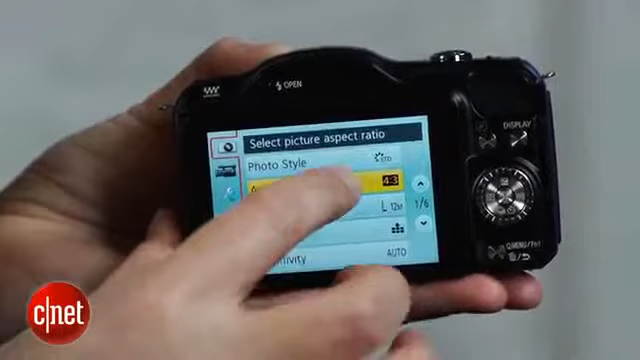 OPEN
DISPLAY
Select picture aspect ratio
Photo Style STD.
4:3
L 12M
1/6
AUTO
Q.MENU/Fn1
c|net